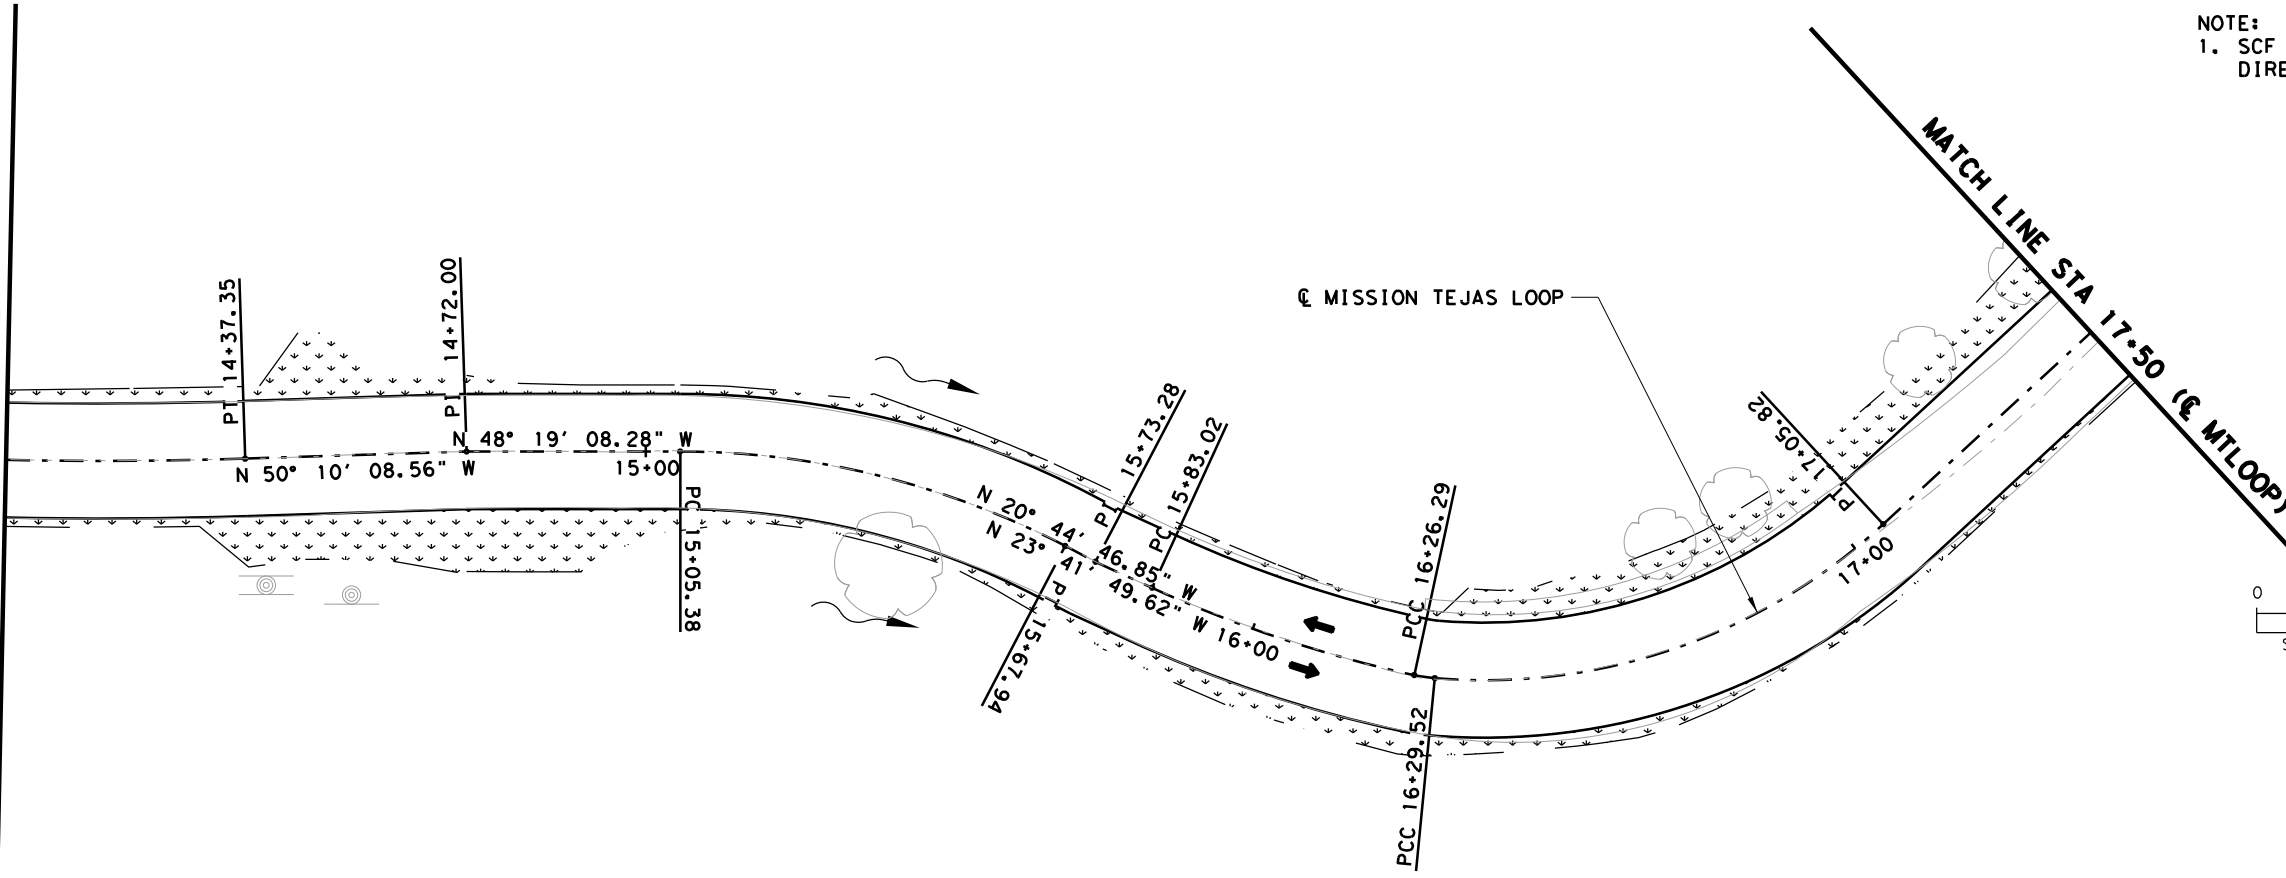 NOTE:
1. SCF
DIRE
MATCH LINE STA 17+50 (℄ MTLOOP)
℄ MISSION TEJAS LOOP
PT 14+37.35
PI 14+72.00
N 48° 19' 08.28" W
N 50° 10' 08.56" W
15+00
PC 15+05.38
PT 15+73.28
PC 15+83.02
N 20° 44' 46.85" W
N 23° 41' 49.62" W
PT 15+67.94
16+00
PCC 16+26.29
PCC 16+29.52
PT 17+05.82
17+00
0